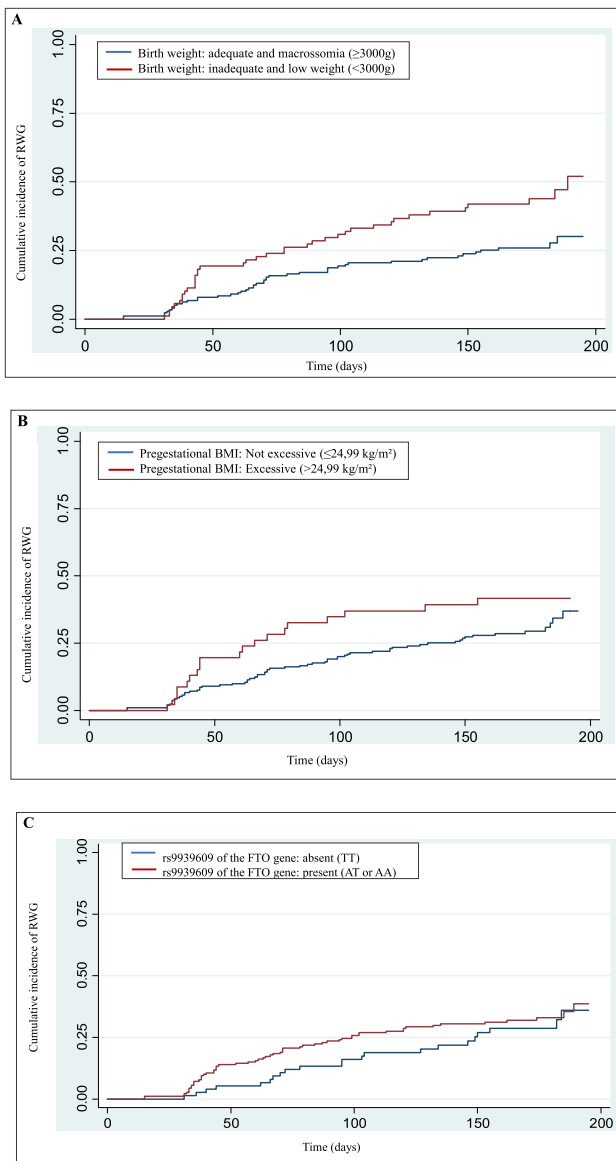 A
Birth weight: adequate and macrossomia (≥3000g)
Birth weight: inadequate and low weight (<3000g)
Cumulative incidence of RWG
1.00
0.75
0.50
0.25
0.00
0 50 100 150 200
Time (days)
B
Pregestational BMI: Not excessive (≤24,99 kg/m²)
Pregestational BMI: Excessive (>24,99 kg/m²)
Cumulative incidence of RWG
1.00
0.75
0.50
0.25
0.00
0 50 100 150 200
Time (days)
C
rs9939609 of the FTO gene: absent (TT)
rs9939609 of the FTO gene: present (AT or AA)
Cumulative incidence of RWG
1.00
0.75
0.50
0.25
0.00
0 50 100 150 200
Time (days)